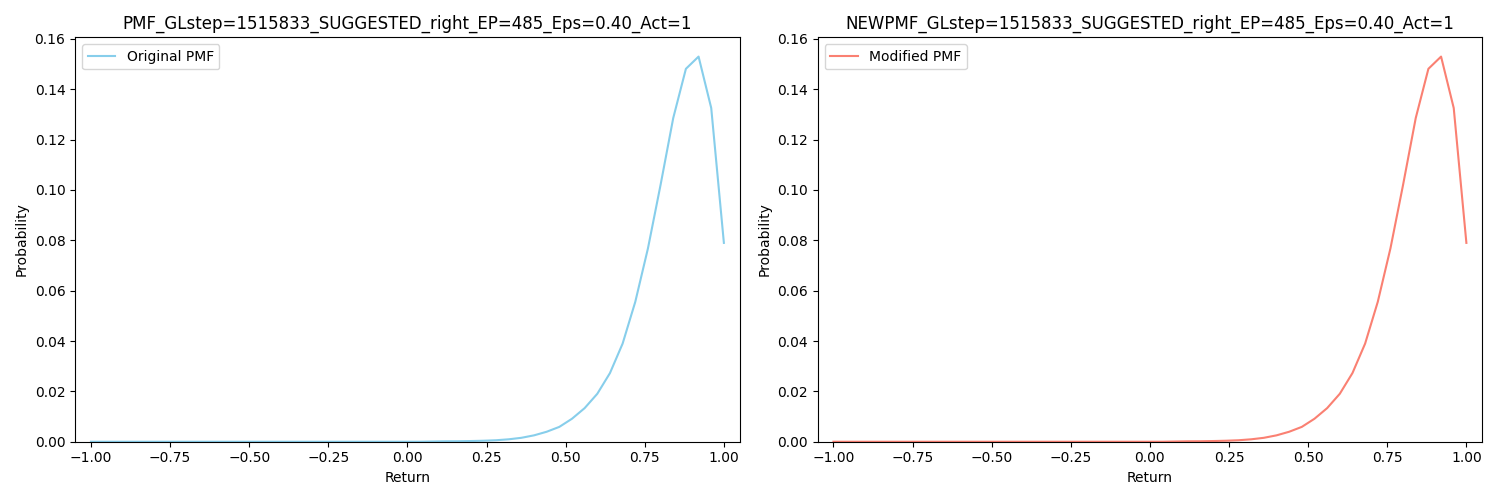 PMF_GLstep=1515833_SUGGESTED_right_EP=485_Eps=0.40_Act=1
Original PMF
Probability
0.16
0.14
0.12
0.10
0.08
0.06
0.04
0.02
0.00
−1.00 −0.75 −0.50 −0.25 0.00 0.25 0.50 0.75 1.00
Return
NEWPMF_GLstep=1515833_SUGGESTED_right_EP=485_Eps=0.40_Act=1
Modified PMF
Probability
0.16
0.14
0.12
0.10
0.08
0.06
0.04
0.02
0.00
−1.00 −0.75 −0.50 −0.25 0.00 0.25 0.50 0.75 1.00
Return